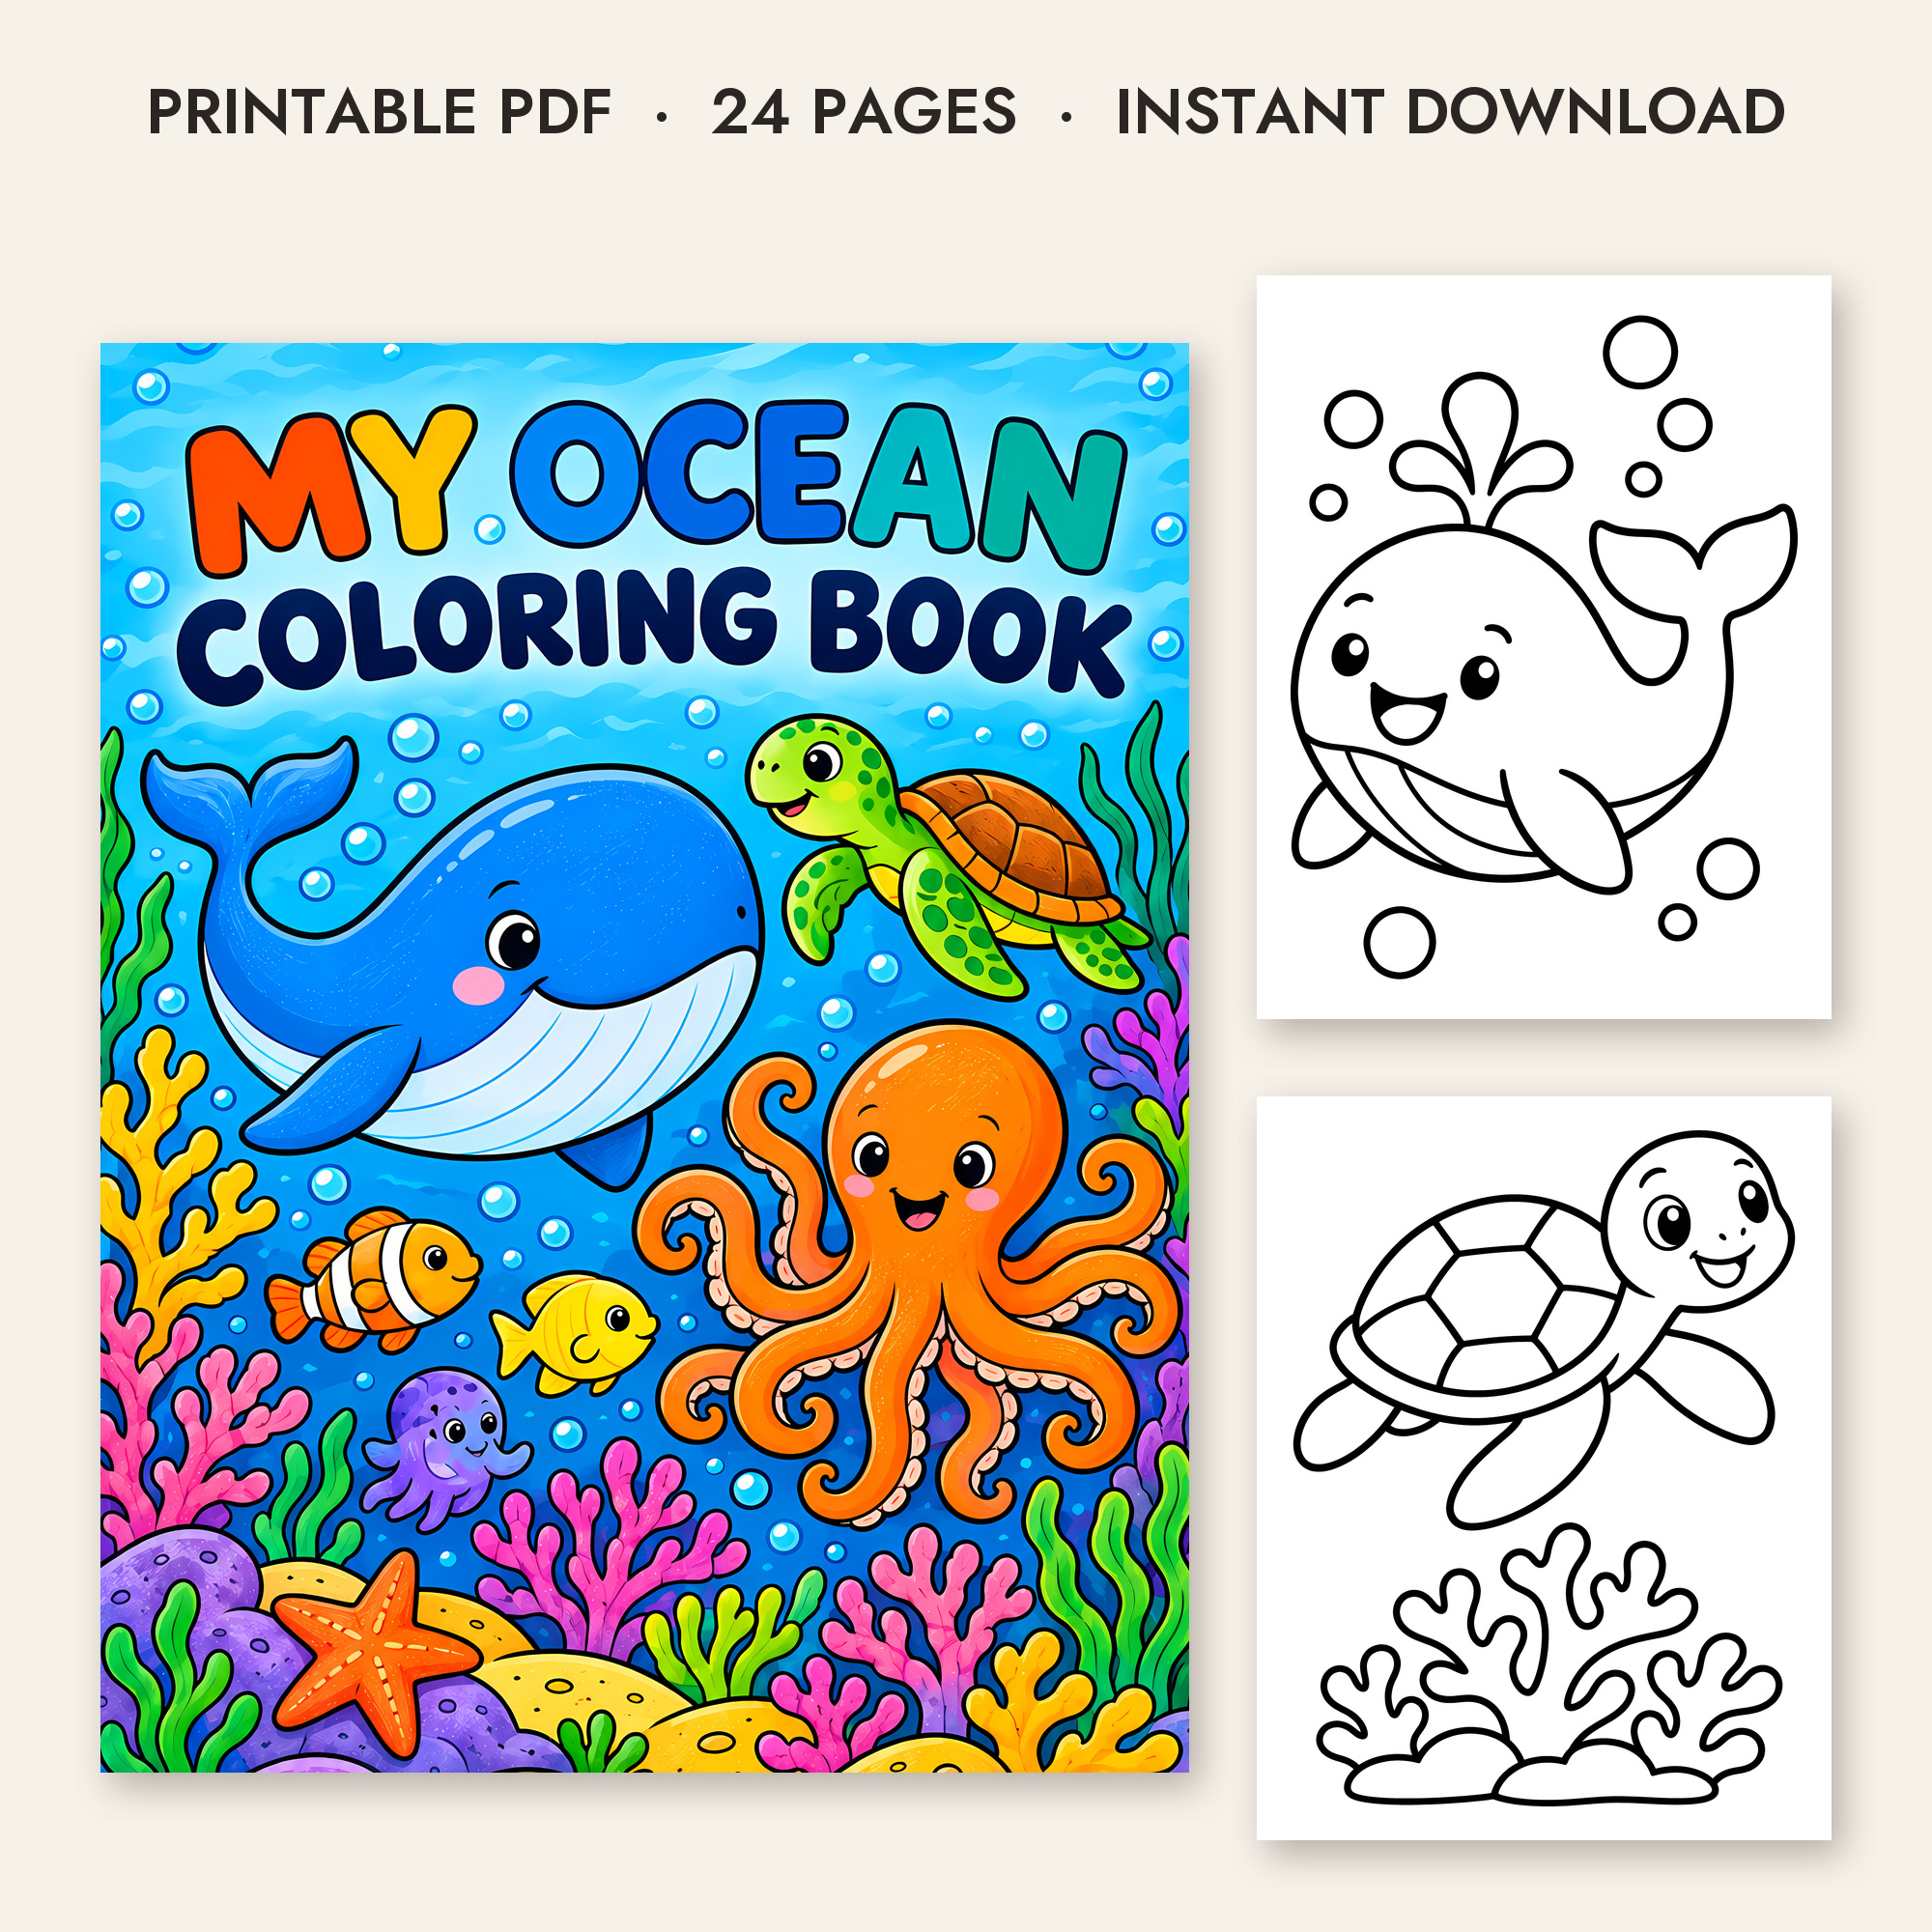 PRINTABLE PDF · 24 PAGES · INSTANT DOWNLOAD
MY OCEAN
COLORING BOOK